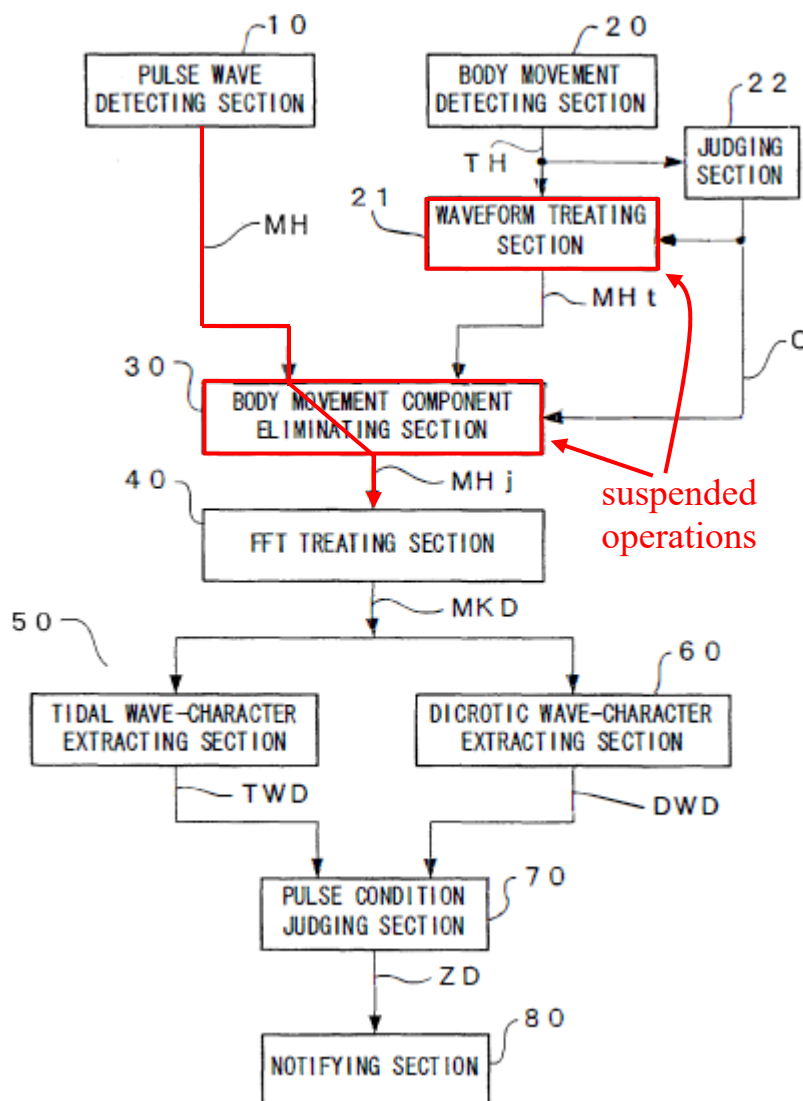 10
PULSE WAVE
DETECTING SECTION
20
BODY MOVEMENT
DETECTING SECTION
22
JUDGING
SECTION
TH
21
WAVEFORM TREATING
SECTION
MH
MHt
C
30
BODY MOVEMENT COMPONENT
ELIMINATING SECTION
MHj
suspended
operations
40
FFT TREATING SECTION
MKD
50
60
TIDAL WAVE-CHARACTER
EXTRACTING SECTION
DICROTIC WAVE-CHARACTER
EXTRACTING SECTION
TWD
DWD
70
PULSE CONDITION
JUDGING SECTION
ZD
80
NOTIFYING SECTION